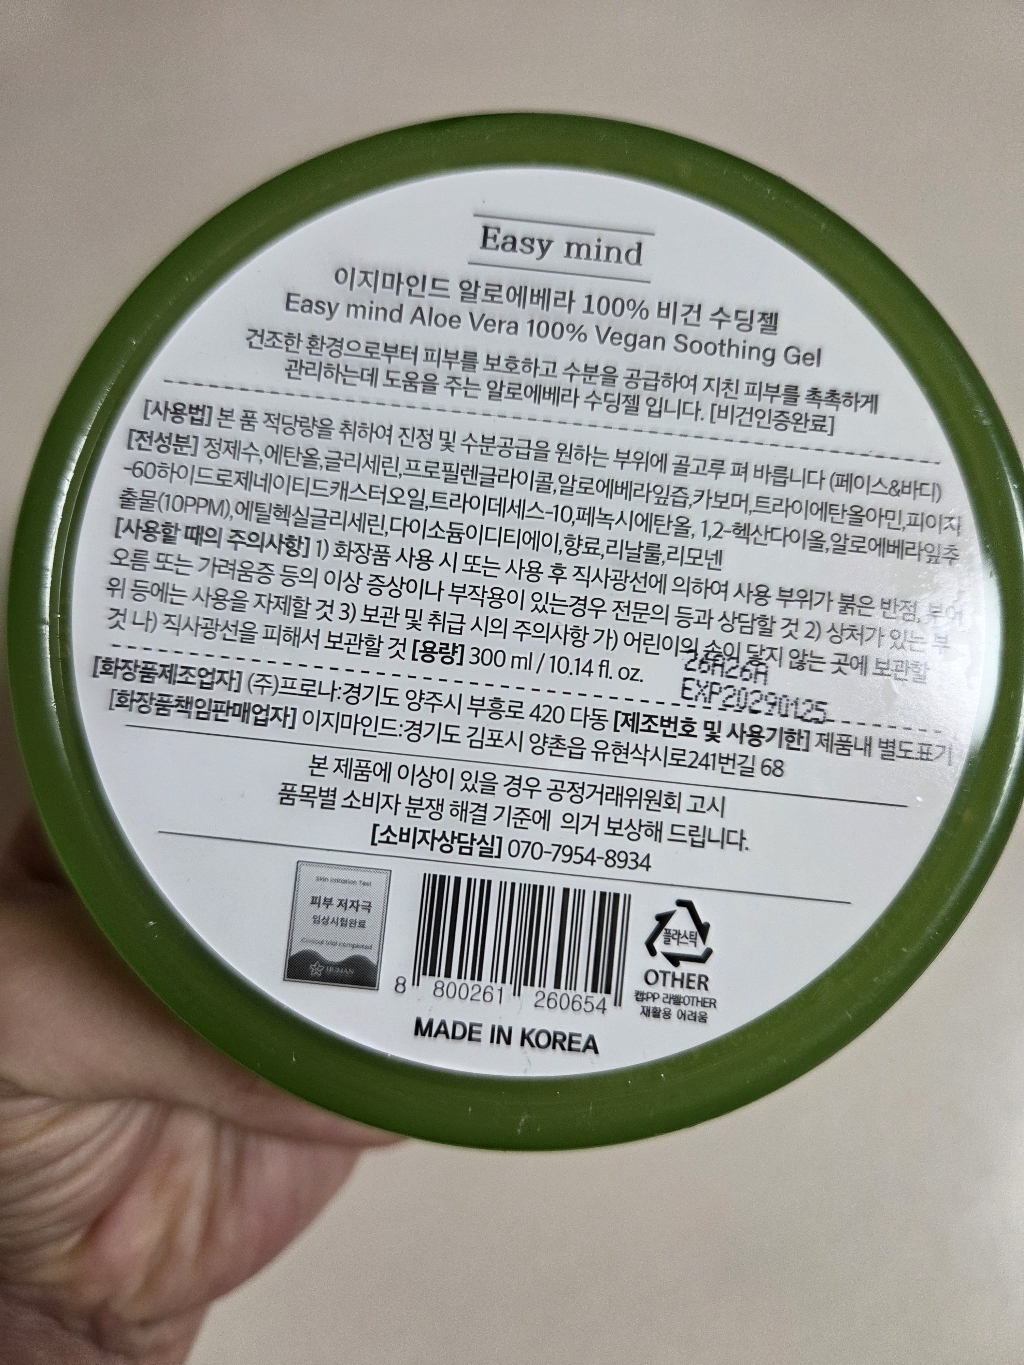 Easy mind
이지마인드 알로에베라 100% 비건 수딩젤
Easy mind Aloe Vera 100% Vegan Soothing Gel
건조한 환경으로부터 피부를 보호하고 수분을 공급하여 지친 피부를 촉촉하게
관리하는데 도움을 주는 알로에베라 수딩젤 입니다. [비건인증완료]
[사용법] 본 품 적당량을 취하여 진정 및 수분공급을 원하는 부위에 골고루 펴 바릅니다 (페이스&바디)
[전성분] 정제수,에탄올,글리세린,프로필렌글라이콜,알로에베라잎즙,카보머,트라이에탄올아민,피이지
-60하이드로제네이티드캐스터오일,트라이데세스-10,페녹시에탄올, 1,2-헥산다이올,알로에베라잎추
출물(10PPM),에틸헥실글리세린,다이소듐이디티에이,향료,리날룰,리모넨
[사용할 때의 주의사항] 1) 화장품 사용 시 또는 사용 후 직사광선에 의하여 사용 부위가 붉은 반점, 부어
오름 또는 가려움증 등의 이상 증상이나 부작용이 있는경우 전문의 등과 상담할 것 2) 상처가 있는 부
위 등에는 사용을 자제할 것 3) 보관 및 취급 시의 주의사항 가) 어린이의 손이 닿지 않는 곳에 보관할
것 나) 직사광선을 피해서 보관할 것 [용량] 300 ml / 10.14 fl. oz.
26A26A
EXP20290125
[화장품제조업자] (주)프로나:경기도 양주시 부흥로 420 다동 [제조번호 및 사용기한] 제품내 별도표기
[화장품책임판매업자] 이지마인드:경기도 김포시 양촌읍 유현삭시로241번길 68
본 제품에 이상이 있을 경우 공정거래위원회 고시
품목별 소비자 분쟁 해결 기준에 의거 보상해 드립니다.
[소비자상담실] 070-7954-8934
Skin irritation Test
피부 저자극
임상시험완료
Clinical trial completed
HUMAN
8 800261 260654
플라스틱
OTHER
캡:PP 라벨:OTHER
재활용 어려움
MADE IN KOREA